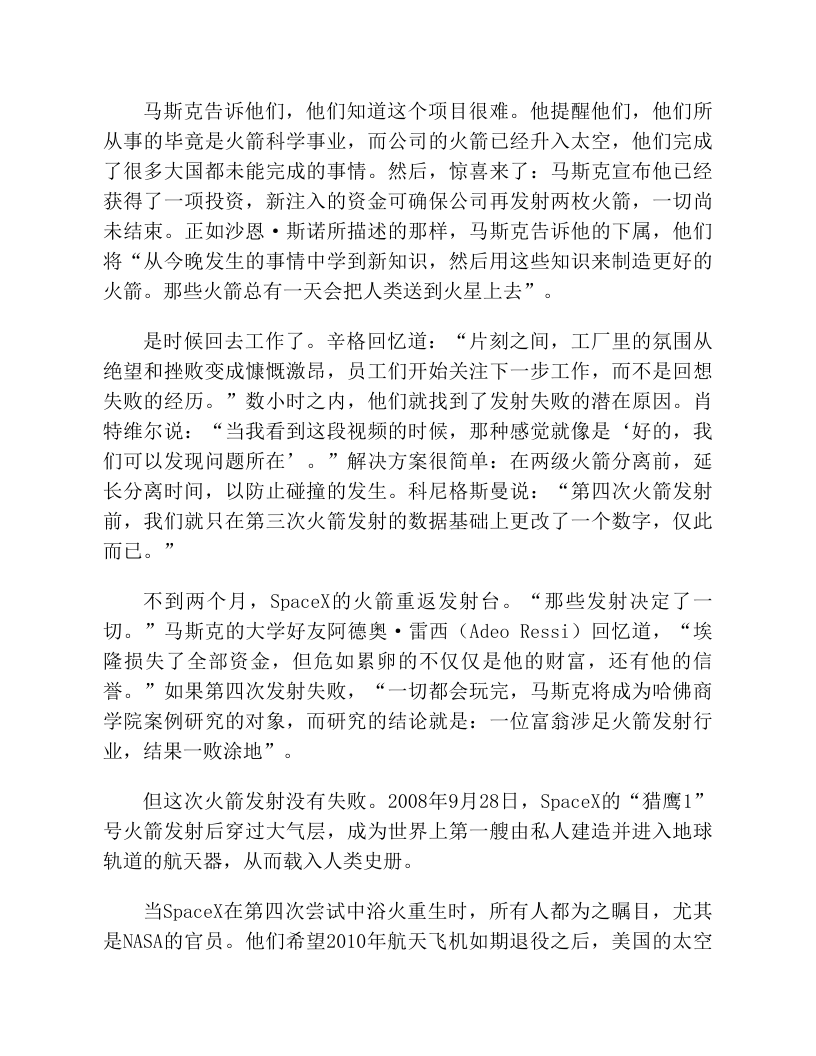 马斯克告诉他们，他们知道这个项目很难。他提醒他们，他们所
从事的毕竟是火箭科学事业，而公司的火箭已经升入太空，他们完成
了很多大国都未能完成的事情。然后，惊喜来了：马斯克宣布他已经
获得了一项投资，新注入的资金可确保公司再发射两枚火箭，一切尚
未结束。正如沙恩·斯诺所描述的那样，马斯克告诉他的下属，他们
将“从今晚发生的事情中学到新知识，然后用这些知识来制造更好的
火箭。那些火箭总有一天会把人类送到火星上去”。
是时候回去工作了。辛格回忆道：“片刻之间，工厂里的氛围从
绝望和挫败变成慷慨激昂，员工们开始关注下一步工作，而不是回想
失败的经历。”数小时之内，他们就找到了发射失败的潜在原因。肖
特维尔说：“当我看到这段视频的时候，那种感觉就像是‘好的，我
们可以发现问题所在’。”解决方案很简单：在两级火箭分离前，延
长分离时间，以防止碰撞的发生。科尼格斯曼说：“第四次火箭发射
前，我们就只在第三次火箭发射的数据基础上更改了一个数字，仅此
而已。”
不到两个月，SpaceX的火箭重返发射台。“那些发射决定了一
切。”马斯克的大学好友阿德奥·雷西（Adeo Ressi）回忆道，“埃
隆损失了全部资金，但危如累卵的不仅仅是他的财富，还有他的信
誉。”如果第四次发射失败，“一切都会玩完，马斯克将成为哈佛商
学院案例研究的对象，而研究的结论就是：一位富翁涉足火箭发射行
业，结果一败涂地”。
但这次火箭发射没有失败。2008年9月28日，SpaceX的“猎鹰1”
号火箭发射后穿过大气层，成为世界上第一艘由私人建造并进入地球
轨道的航天器，从而载入人类史册。
当SpaceX在第四次尝试中浴火重生时，所有人都为之瞩目，尤其
是NASA的官员。他们希望2010年航天飞机如期退役之后，美国的太空